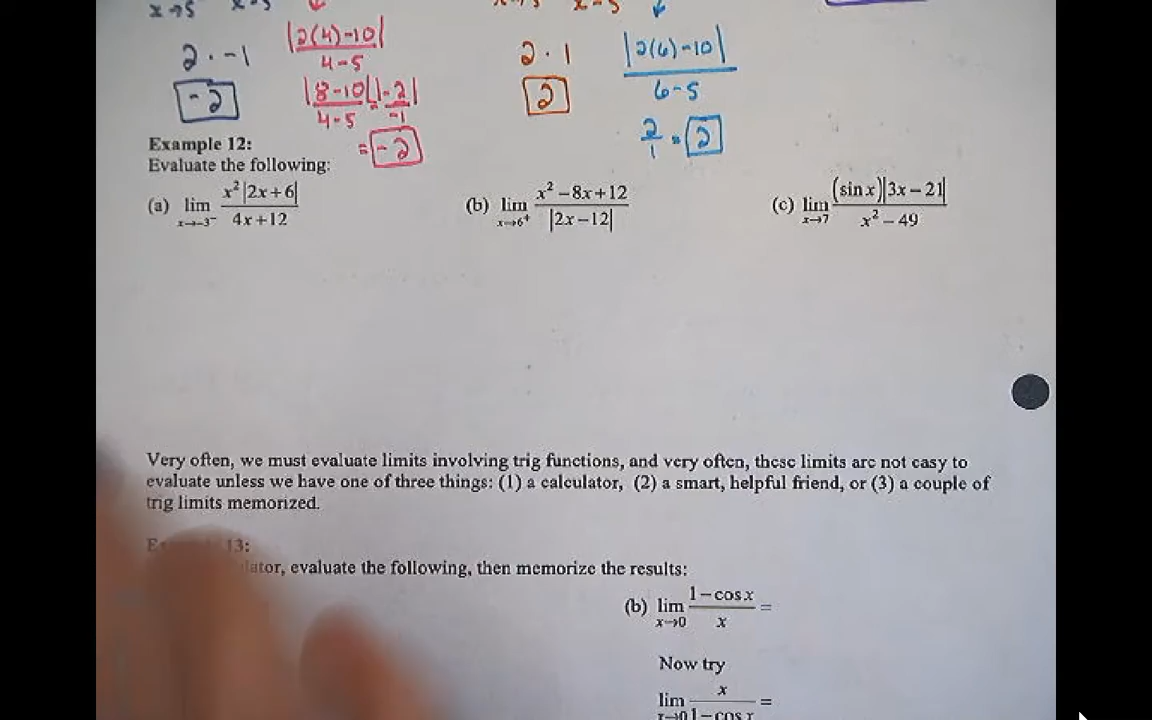 x→5
2 · -1
-2
|2(4)-10|
4-5
|8-10| = |-2|
4-5 -1
= -2
2 · 1
2
|2(6)-10|
6-5
2/1 = 2
Example 12:
Evaluate the following:
(a) lim x→-3⁻ x²|2x+6| / 4x+12
(b) lim x→6⁺ x²-8x+12 / |2x-12|
(c) lim x→7 (sin x)|3x-21| / x²-49
Very often, we must evaluate limits involving trig functions, and very often, these limits are not easy to
evaluate unless we have one of three things: (1) a calculator, (2) a smart, helpful friend, or (3) a couple of
trig limits memorized.
13:
evaluate the following, then memorize the results:
(b) lim x→0 1-cos x / x =
Now try
lim x→0 x / 1-cos x =